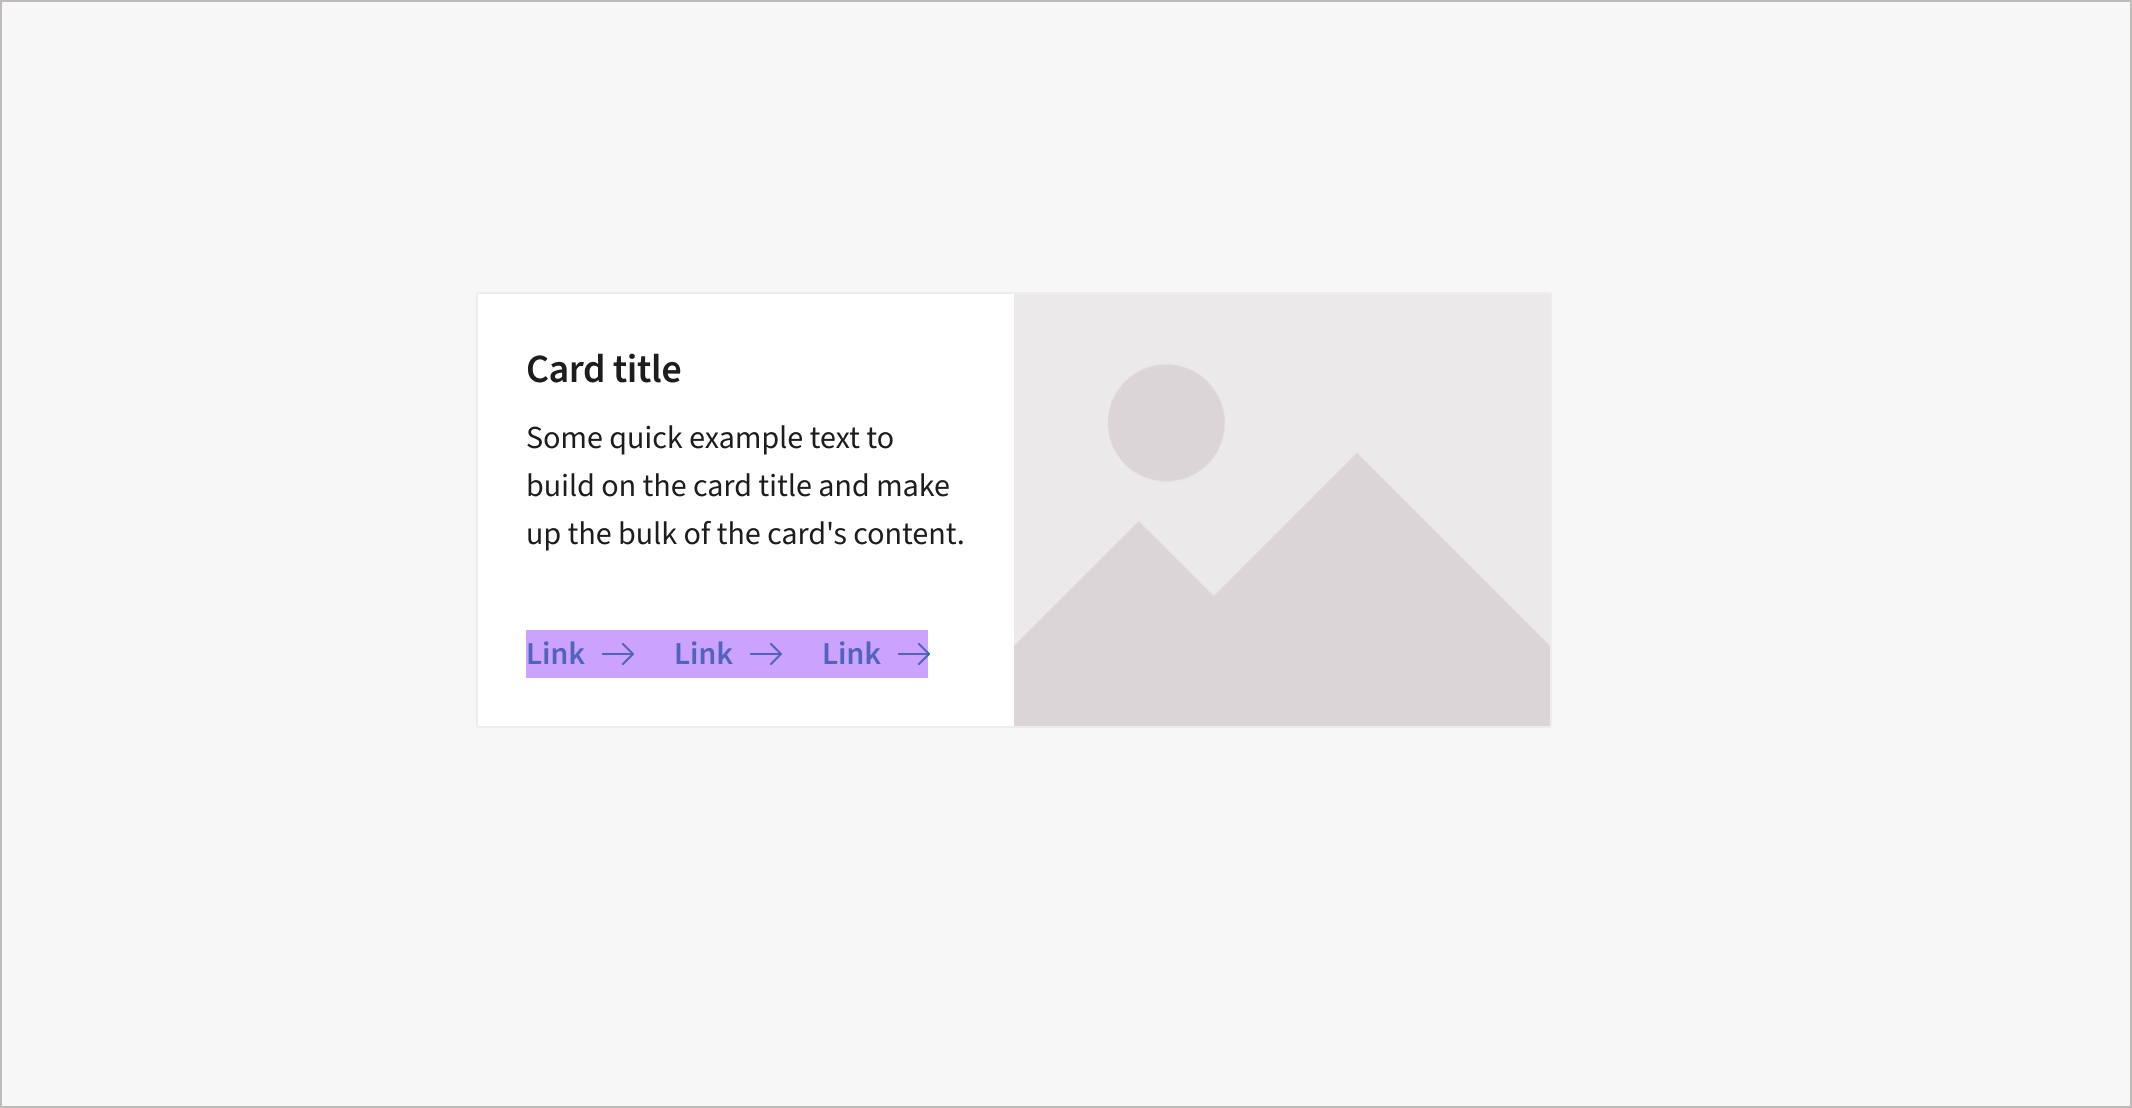 Card title
Some quick example text to
build on the card title and make
up the bulk of the card's content.
Link → Link → Link →